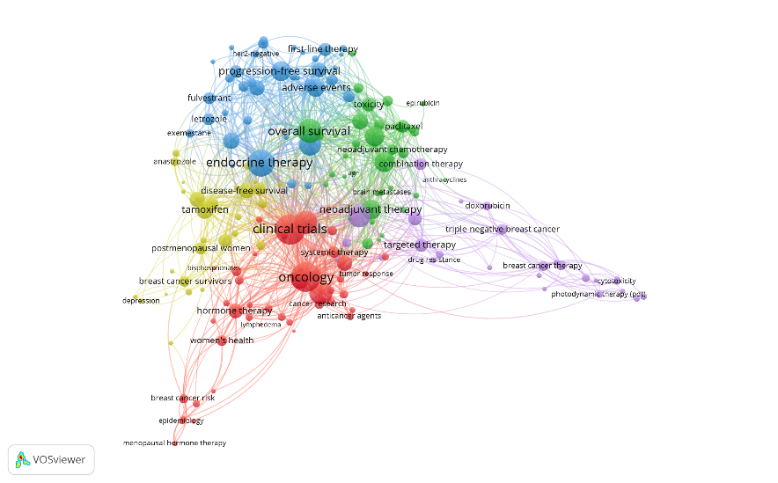 first-line therapy
her2-negative
progression-free survival
adverse events
fulvestrant
toxicity
epirubicin
letrozole
paclitaxel
overall survival
exemestane
neoadjuvant chemotherapy
anastrozole
endocrine therapy
combination therapy
anthracyclines
disease-free survival
brain metastases
doxorubicin
tamoxifen
neoadjuvant therapy
clinical trials
triple-negative breast cancer
postmenopausal women
targeted therapy
systemic therapy
drug resistance
bisphosphonate
breast cancer therapy
tumor response
oncology
breast cancer survivors
cytotoxicity
photodynamic therapy (pdt)
depression
cancer research
hormone therapy
anticancer agents
lymphedema
women's health
breast cancer risk
epidemiology
menopausal hormone therapy
VOSviewer